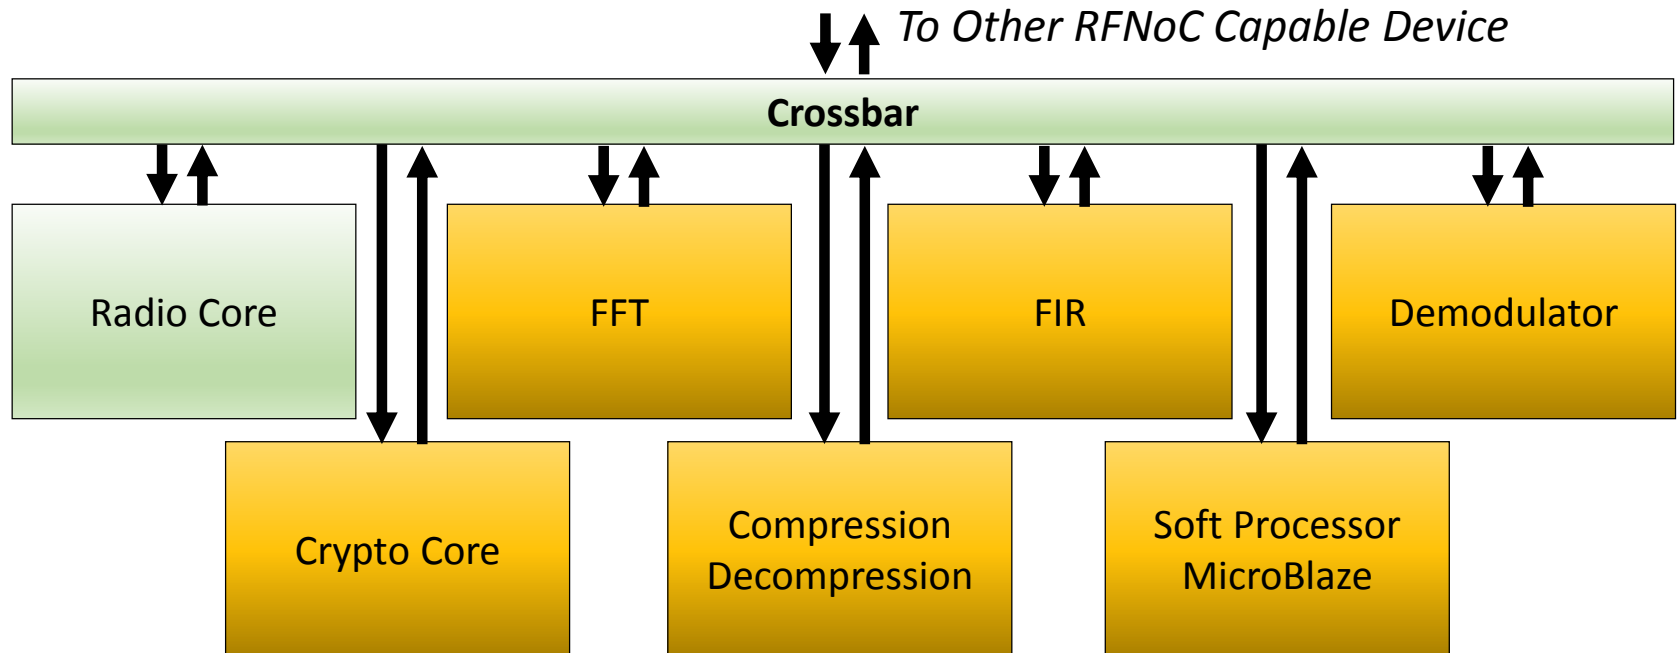 To Other RFNoC Capable Device
Crossbar
Radio Core
FFT
FIR
Demodulator
Crypto Core
Compression
Decompression
Soft Processor
MicroBlaze